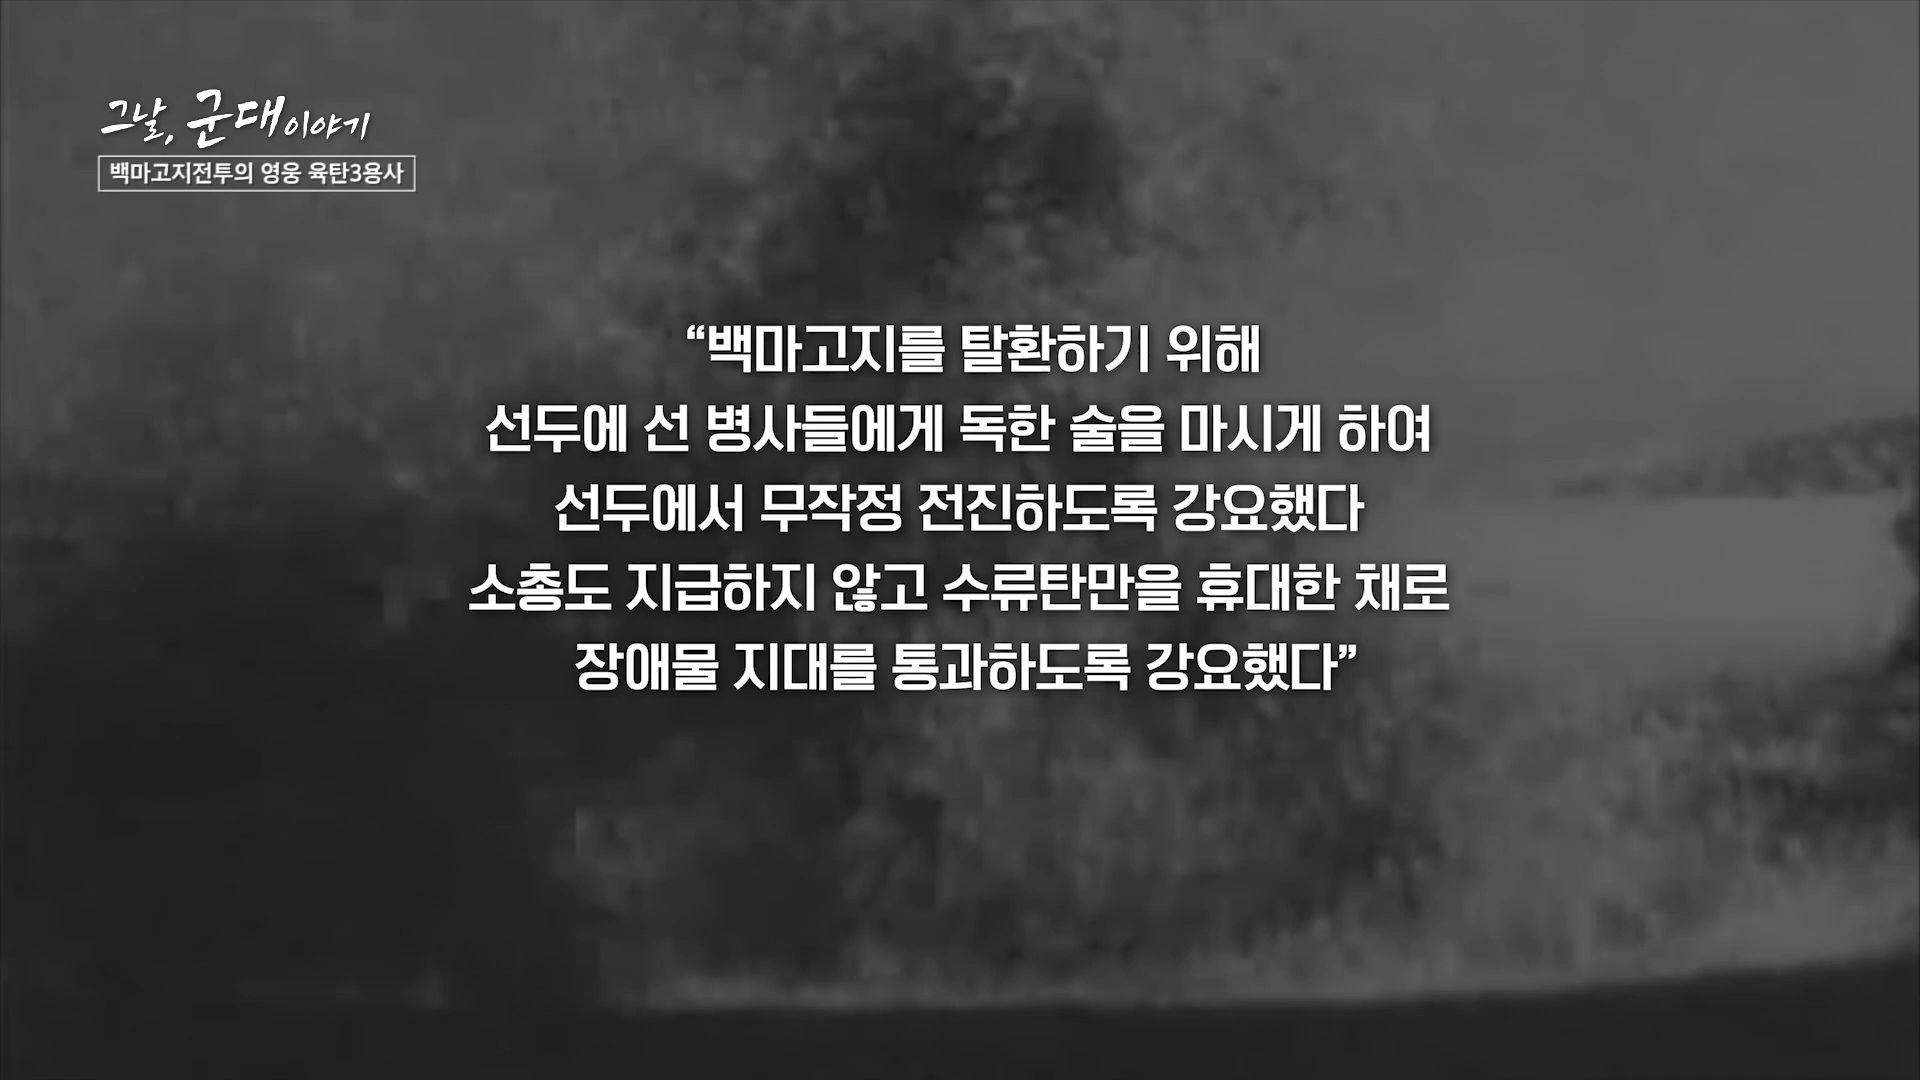 그날, 군대이야기
백마고지전투의 영웅 육탄3용사
“백마고지를 탈환하기 위해
선두에 선 병사들에게 독한 술을 마시게 하여
선두에서 무작정 전진하도록 강요했다
소총도 지급하지 않고 수류탄만을 휴대한 채로
장애물 지대를 통과하도록 강요했다”